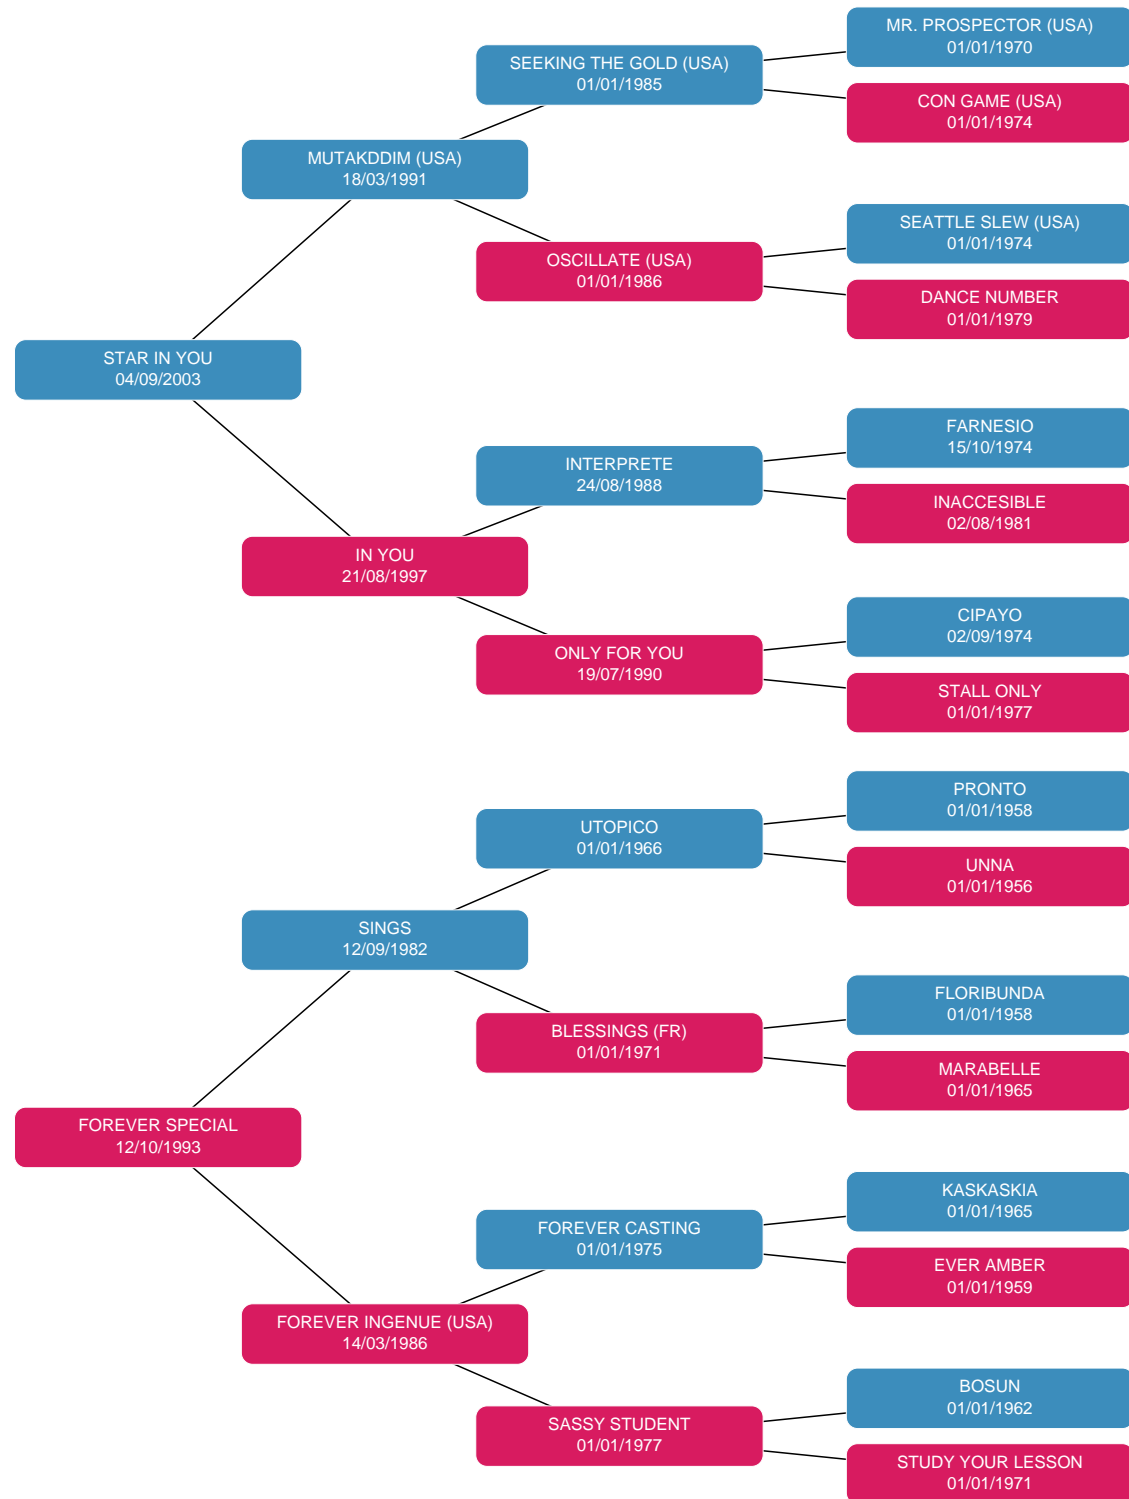 MR. PROSPECTOR (USA)
01/01/1970
SEEKING THE GOLD (USA)
01/01/1985
CON GAME (USA)
01/01/1974
MUTAKDDIM (USA)
18/03/1991
SEATTLE SLEW (USA)
01/01/1974
OSCILLATE (USA)
01/01/1986
DANCE NUMBER
01/01/1979
STAR IN YOU
04/09/2003
FARNESIO
15/10/1974
INTERPRETE
24/08/1988
INACCESIBLE
02/08/1981
IN YOU
21/08/1997
CIPAYO
02/09/1974
ONLY FOR YOU
19/07/1990
STALL ONLY
01/01/1977
PRONTO
01/01/1958
UTOPICO
01/01/1966
UNNA
01/01/1956
SINGS
12/09/1982
FLORIBUNDA
01/01/1958
BLESSINGS (FR)
01/01/1971
MARABELLE
01/01/1965
FOREVER SPECIAL
12/10/1993
KASKASKIA
01/01/1965
FOREVER CASTING
01/01/1975
EVER AMBER
01/01/1959
FOREVER INGENUE (USA)
14/03/1986
BOSUN
01/01/1962
SASSY STUDENT
01/01/1977
STUDY YOUR LESSON
01/01/1971